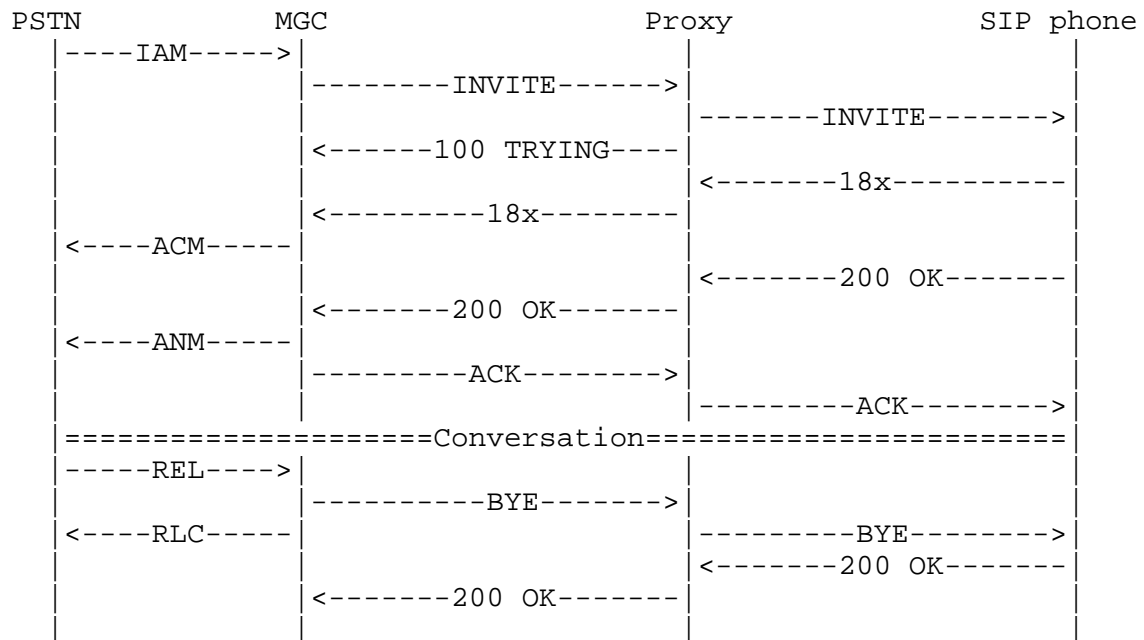 PSTN MGC Proxy SIP phone
|----IAM----->|
|--------INVITE------>|
|-------INVITE------->|
|<------100 TRYING----|
|<-------18x----------|
|<---------18x--------|
|<----ACM-----|
|<-------200 OK-------|
|<-------200 OK-------|
|<----ANM-----|
|---------ACK-------->|
|---------ACK-------->|
|=====================Conversation========================|
|-----REL---->|
|----------BYE------->|
|<----RLC-----| |---------BYE-------->|
|<-------200 OK-------|
|<-------200 OK-------|